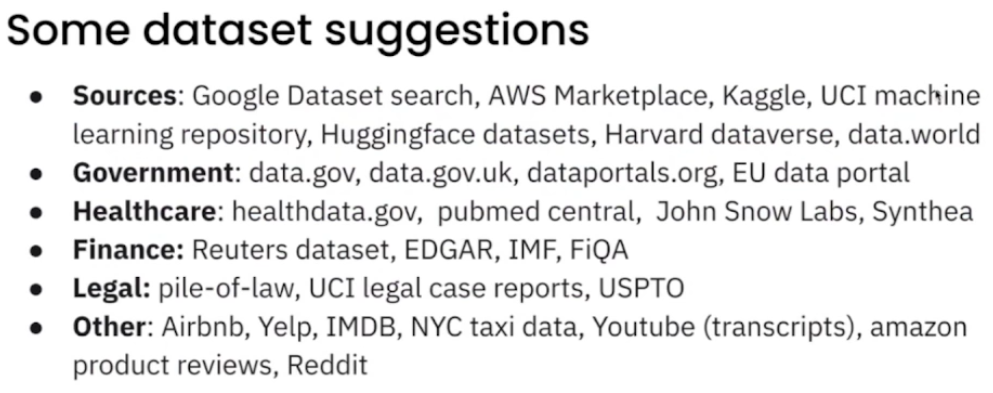 Some dataset suggestions
● Sources: Google Dataset search, AWS Marketplace, Kaggle, UCI machine
learning repository, Huggingface datasets, Harvard dataverse, data.world
● Government: data.gov, data.gov.uk, dataportals.org, EU data portal
● Healthcare: healthdata.gov, pubmed central, John Snow Labs, Synthea
● Finance: Reuters dataset, EDGAR, IMF, FiQA
● Legal: pile-of-law, UCI legal case reports, USPTO
● Other: Airbnb, Yelp, IMDB, NYC taxi data, Youtube (transcripts), amazon
product reviews, Reddit